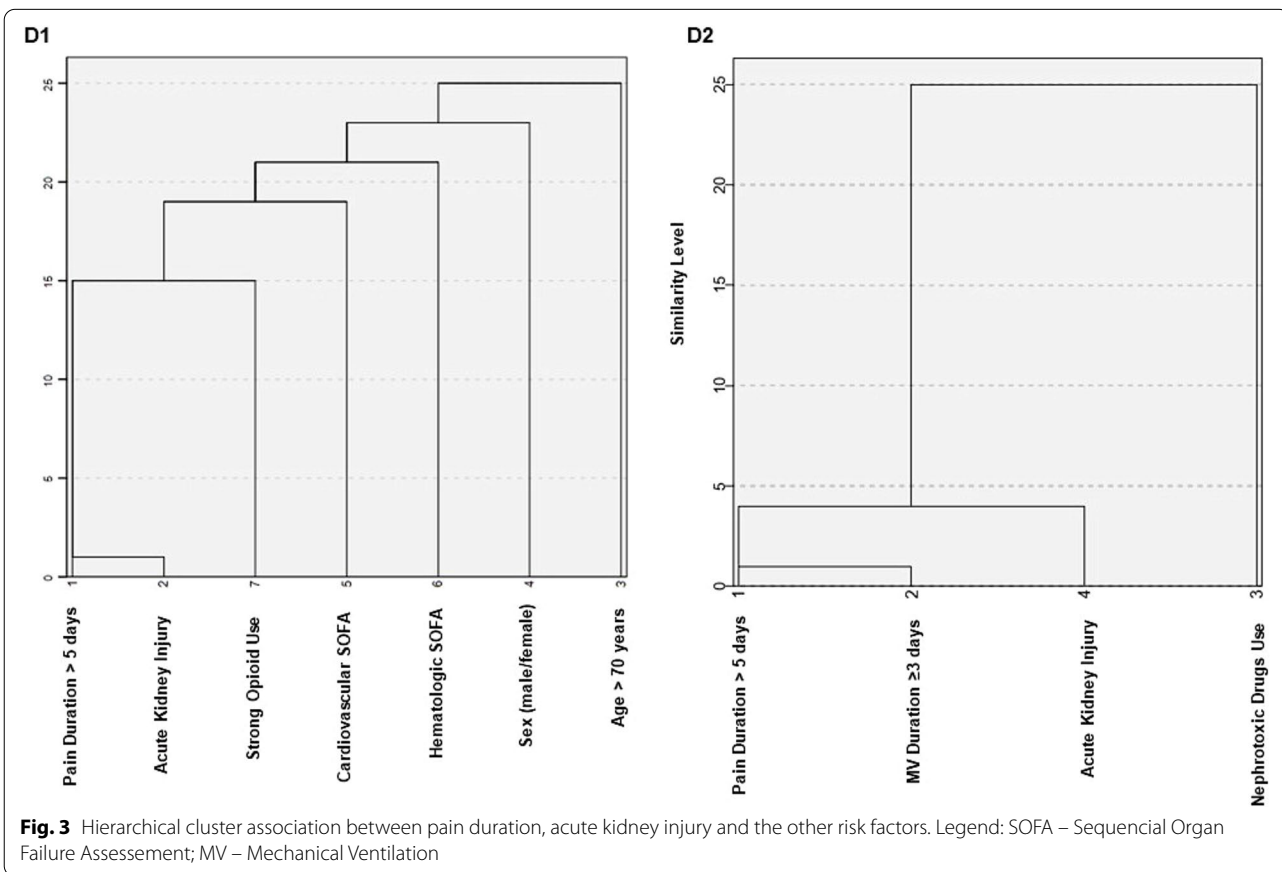 D1
25
20
15
10
5
0
1
2
7
5
6
4
3
Pain Duration > 5 days
Acute Kidney Injury
Strong Opioid Use
Cardiovascular SOFA
Hematologic SOFA
Sex (male/female)
Age > 70 years
D2
Similarity Level
25
20
15
10
5
0
1
2
4
3
Pain Duration > 5 days
MV Duration ≥3 days
Acute Kidney Injury
Nephrotoxic Drugs Use
Fig. 3 Hierarchical cluster association between pain duration, acute kidney injury and the other risk factors. Legend: SOFA – Sequencial Organ
Failure Assessement; MV – Mechanical Ventilation